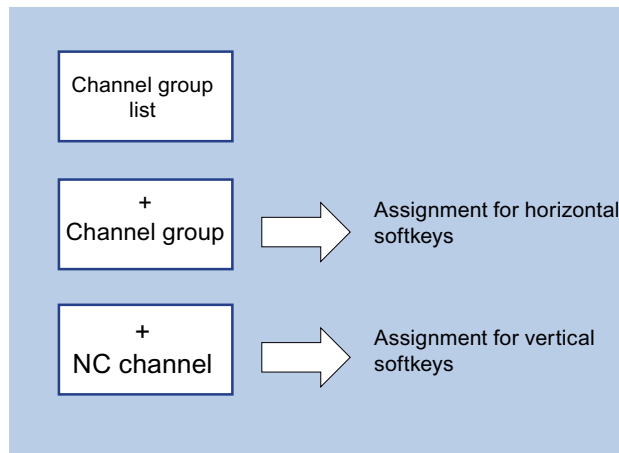 Channel group
list
+
Channel group
Assignment for horizontal
softkeys
+
NC channel
Assignment for vertical
softkeys